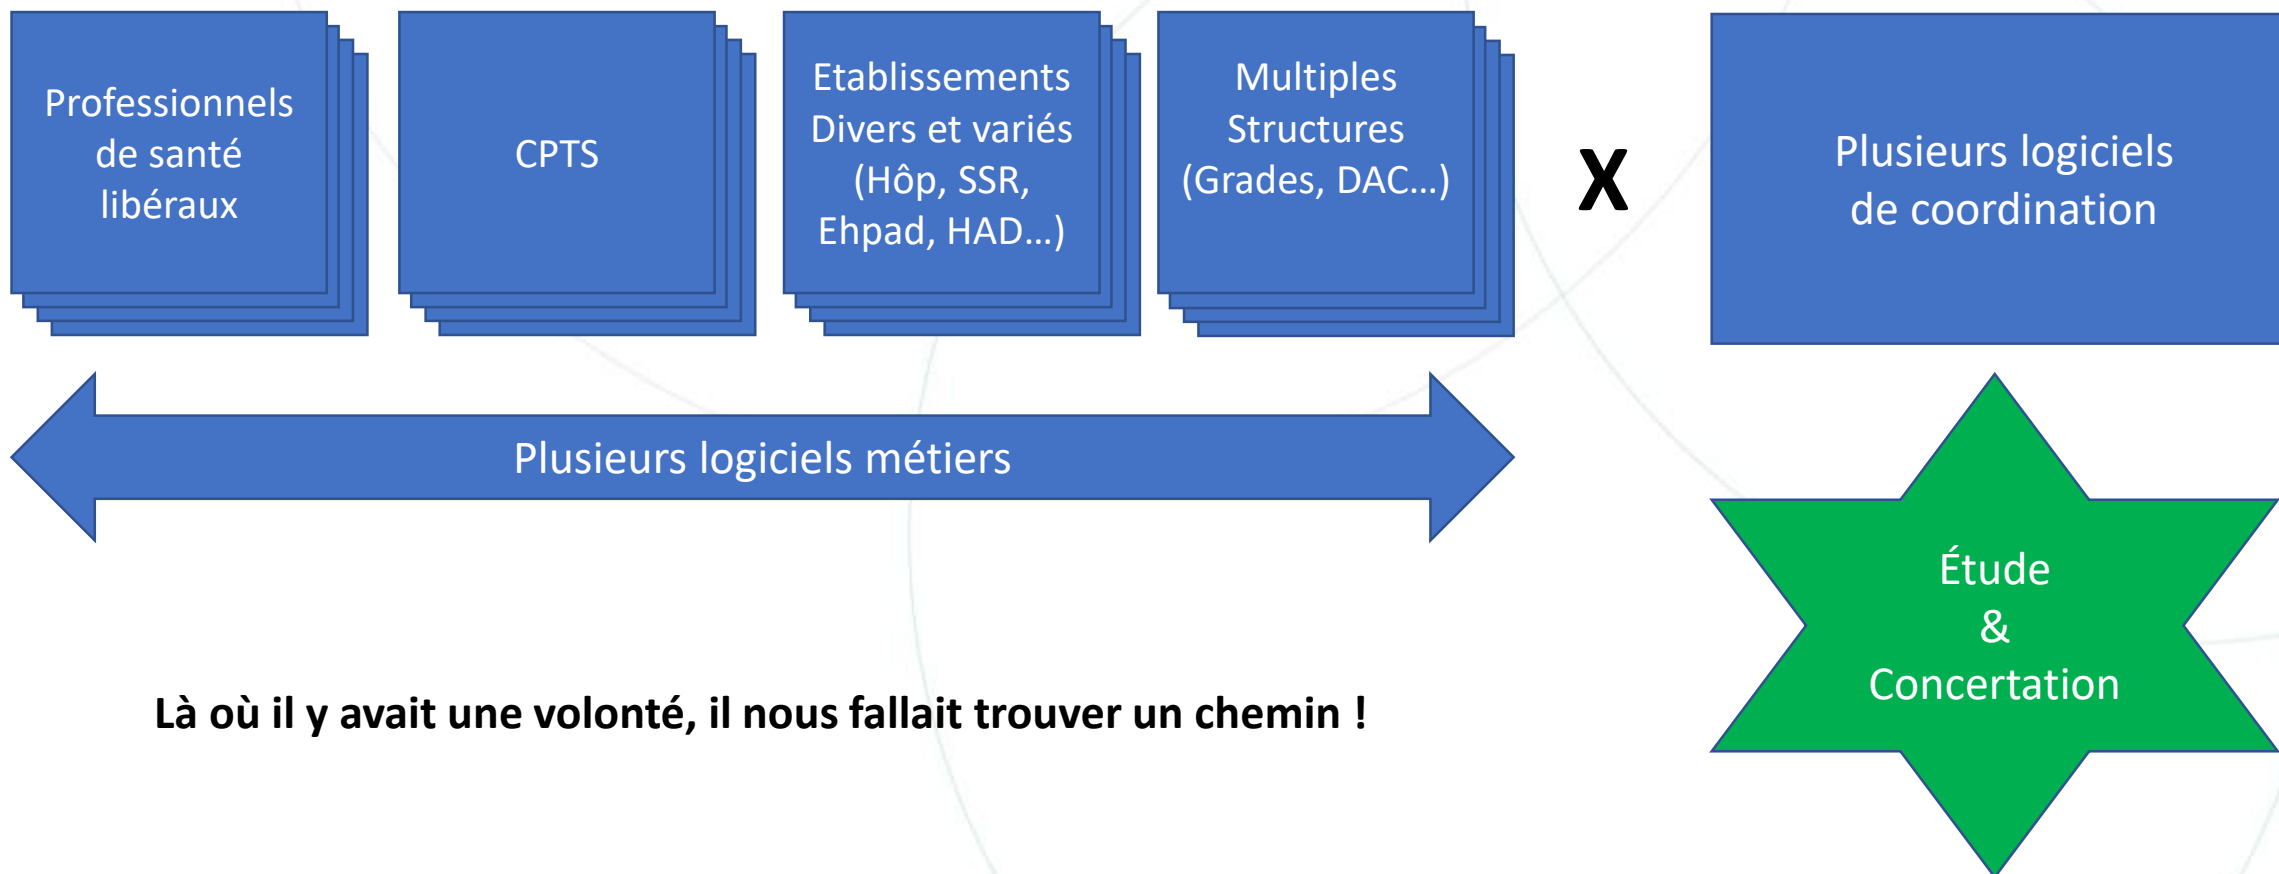 Professionnels
de santé
libéraux
CPTS
Etablissements
Divers et variés
(Hôp, SSR,
Ehpad, HAD…)
Multiples
Structures
(Grades, DAC…)
X
Plusieurs logiciels
de coordination
Plusieurs logiciels métiers
Étude
&
Concertation
Là où il y avait une volonté, il nous fallait trouver un chemin !